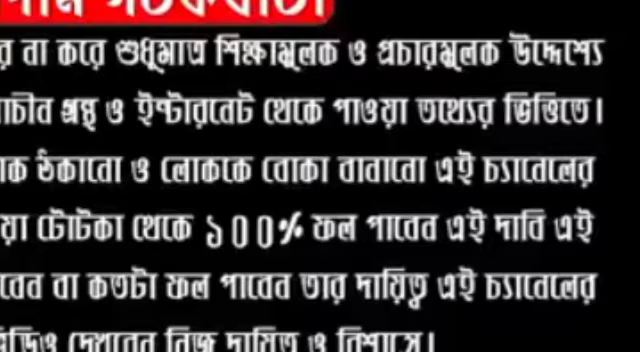 র না করে শুধুমাত্র শিক্ষামূলক ও প্রচারমূলক উদ্দেশ্যে
াচীন গ্রন্থ ও ইন্টারনেট থেকে পাওয়া তথ্যের ভিত্তিতে।
ক ঠকানো ও লোককে বোকা বানানো এই চ্যানেলের
য়া টোটকা থেকে ১০০% ফল পাবেন এই দাবি এই
বেন বা কতটা ফল পাবেন তার দায়িত্ব এই চ্যানেলের
ভিডিও দেখবেন নিজ দায়িত্ব ও বিশ্বাসে।